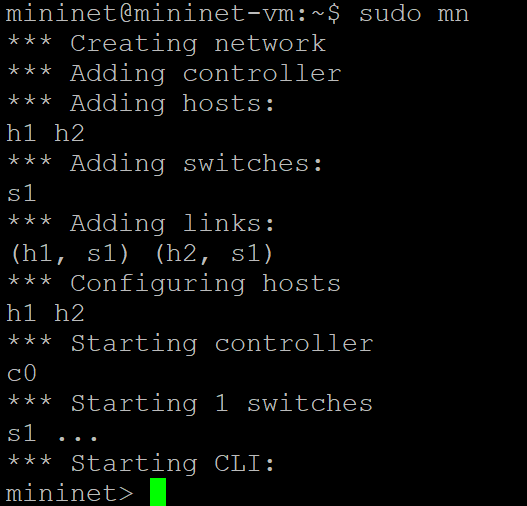 mininet@mininet-vm:~$ sudo mn
*** Creating network
*** Adding controller
*** Adding hosts:
h1 h2
*** Adding switches:
s1
*** Adding links:
(h1, s1) (h2, s1)
*** Configuring hosts
h1 h2
*** Starting controller
c0
*** Starting 1 switches
s1 ...
*** Starting CLI:
mininet>